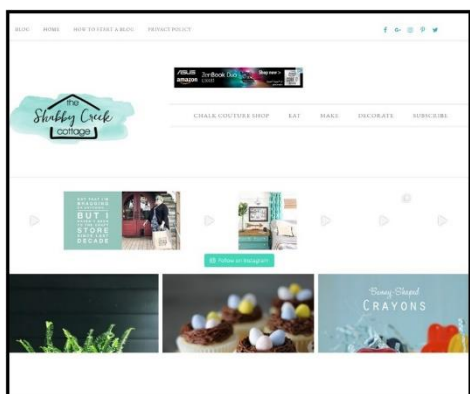 BLOG HOME HOW TO START A BLOG PRIVACY POLICY
ASUS
amazon
ZenBook Duo
Shop now >
the
Shabby Creek
cottage
CHALK COUTURE SHOP EAT MAKE DECORATE SUBSCRIBE
BUT I
STORE
DECADE
Follow on Instagram
Bunny-Shaped
CRAYONS